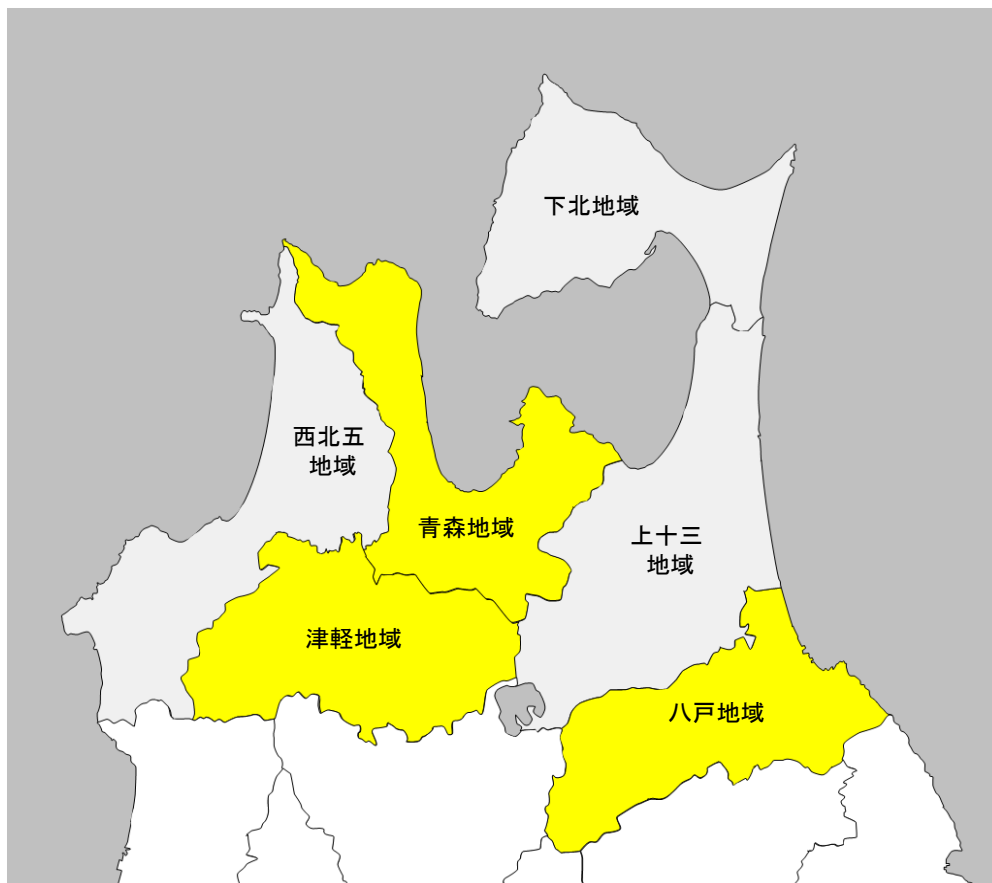 下北地域
西北五
地域
青森地域
上十三
地域
津軽地域
八戸地域